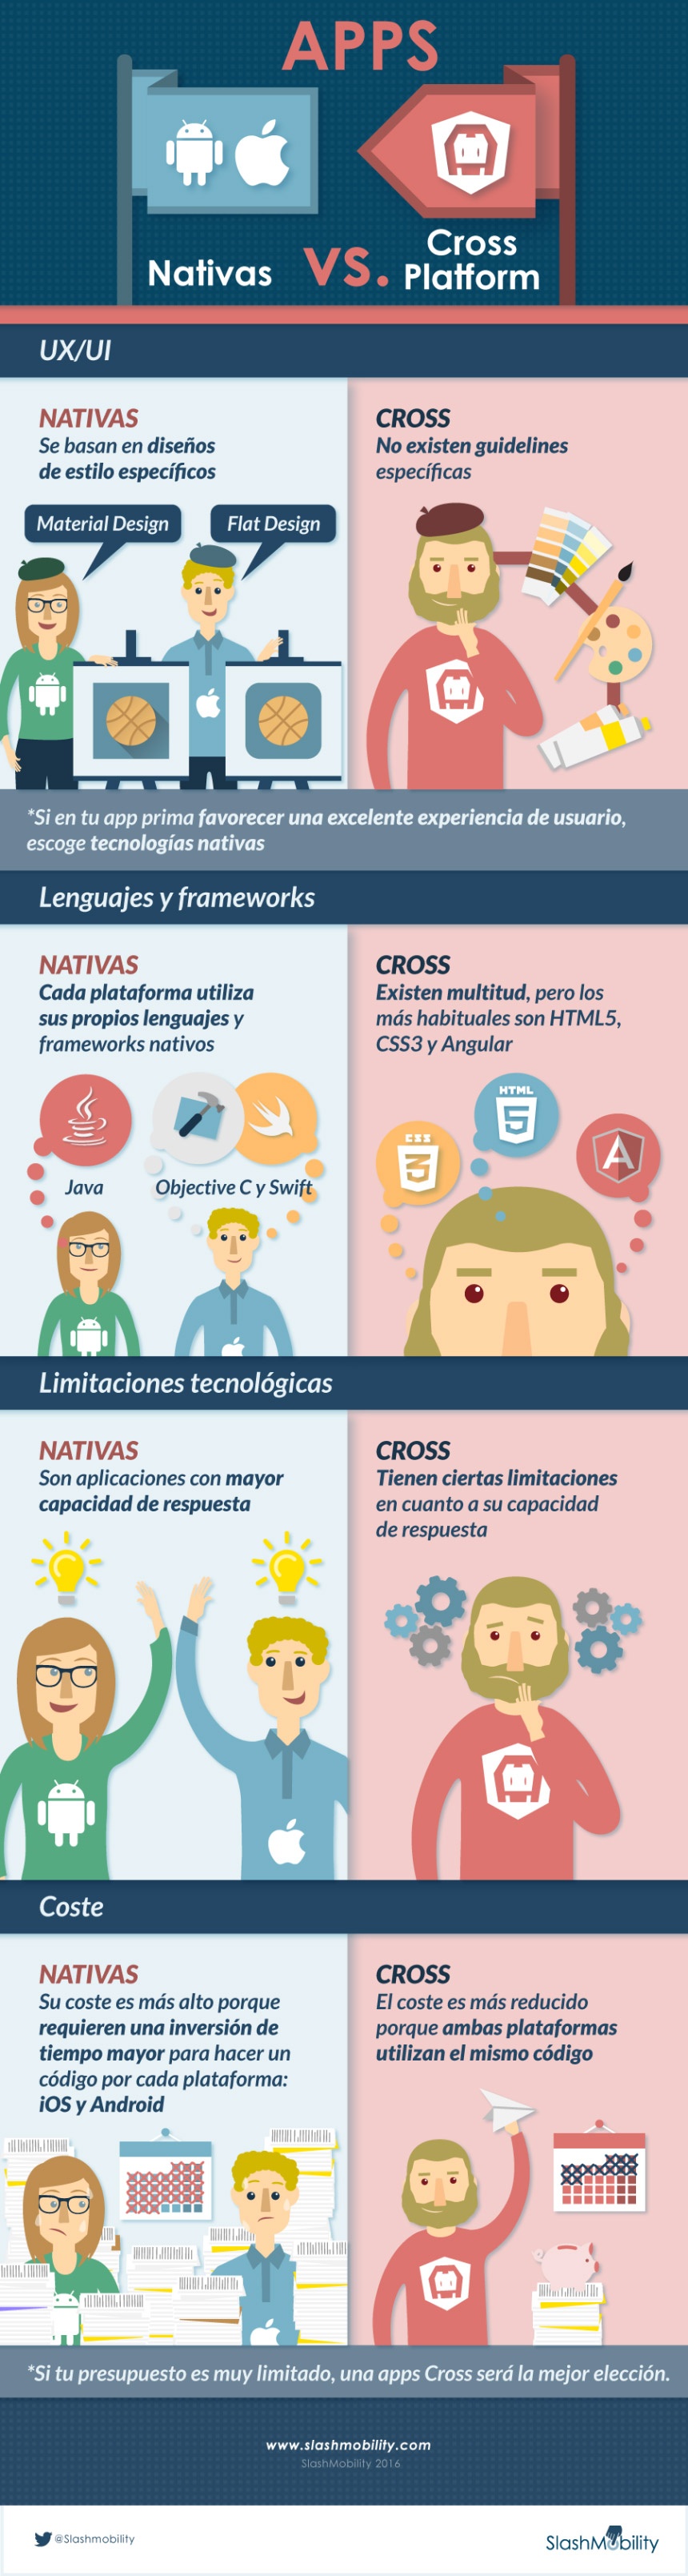 APPS
Nativas
VS.
Cross
Platform
UX/UI
NATIVAS
Se basan en diseños
de estilo específicos
Material Design
Flat Design
CROSS
No existen guidelines
específicas
*Si en tu app prima favorecer una excelente experiencia de usuario,
escoge tecnologías nativas
Lenguajes y frameworks
NATIVAS
Cada plataforma utiliza
sus propios lenguajes y
frameworks nativos
Java
Objective C y Swift
CROSS
Existen multitud, pero los
más habituales son HTML5,
CSS3 y Angular
HTML
5
CSS
3
A
Limitaciones tecnológicas
NATIVAS
Son aplicaciones con mayor
capacidad de respuesta
CROSS
Tienen ciertas limitaciones
en cuanto a su capacidad
de respuesta
Coste
NATIVAS
Su coste es más alto porque
requieren una inversión de
tiempo mayor para hacer un
código por cada plataforma:
iOS y Android
CROSS
El coste es más reducido
porque ambas plataformas
utilizan el mismo código
*Si tu presupuesto es muy limitado, una apps Cross será la mejor elección.
www.slashmobility.com
SlashMobility 2016
@Slashmobility
SlashMobility